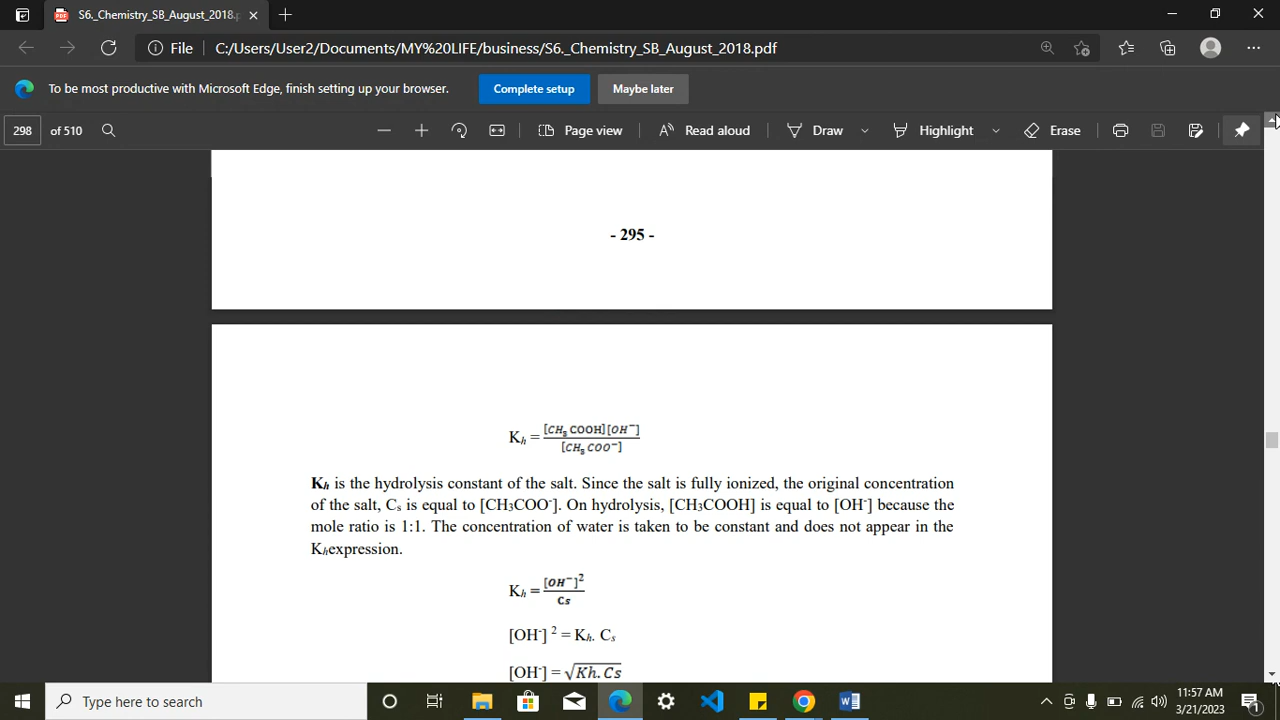 S6._Chemistry_SB_August_2018.p
File C:/Users/User2/Documents/MY%20LIFE/business/S6._Chemistry_SB_August_2018.pdf
To be most productive with Microsoft Edge, finish setting up your browser. Complete setup Maybe later
298 of 510 Page view Read aloud Draw Highlight Erase
- 295 -
Kₕ = [CH₃COOH][OH⁻] / [CH₃COO⁻]
Kₕ is the hydrolysis constant of the salt. Since the salt is fully ionized, the original concentration
of the salt, Cₛ is equal to [CH₃COO⁻]. On hydrolysis, [CH₃COOH] is equal to [OH⁻] because the
mole ratio is 1:1. The concentration of water is taken to be constant and does not appear in the
Kₕexpression.
Kₕ = [OH⁻]² / Cs
[OH⁻] ² = Kₕ. Cₛ
[OH⁻] = √Kh.Cs
Type here to search
11:57 AM
3/21/2023
1